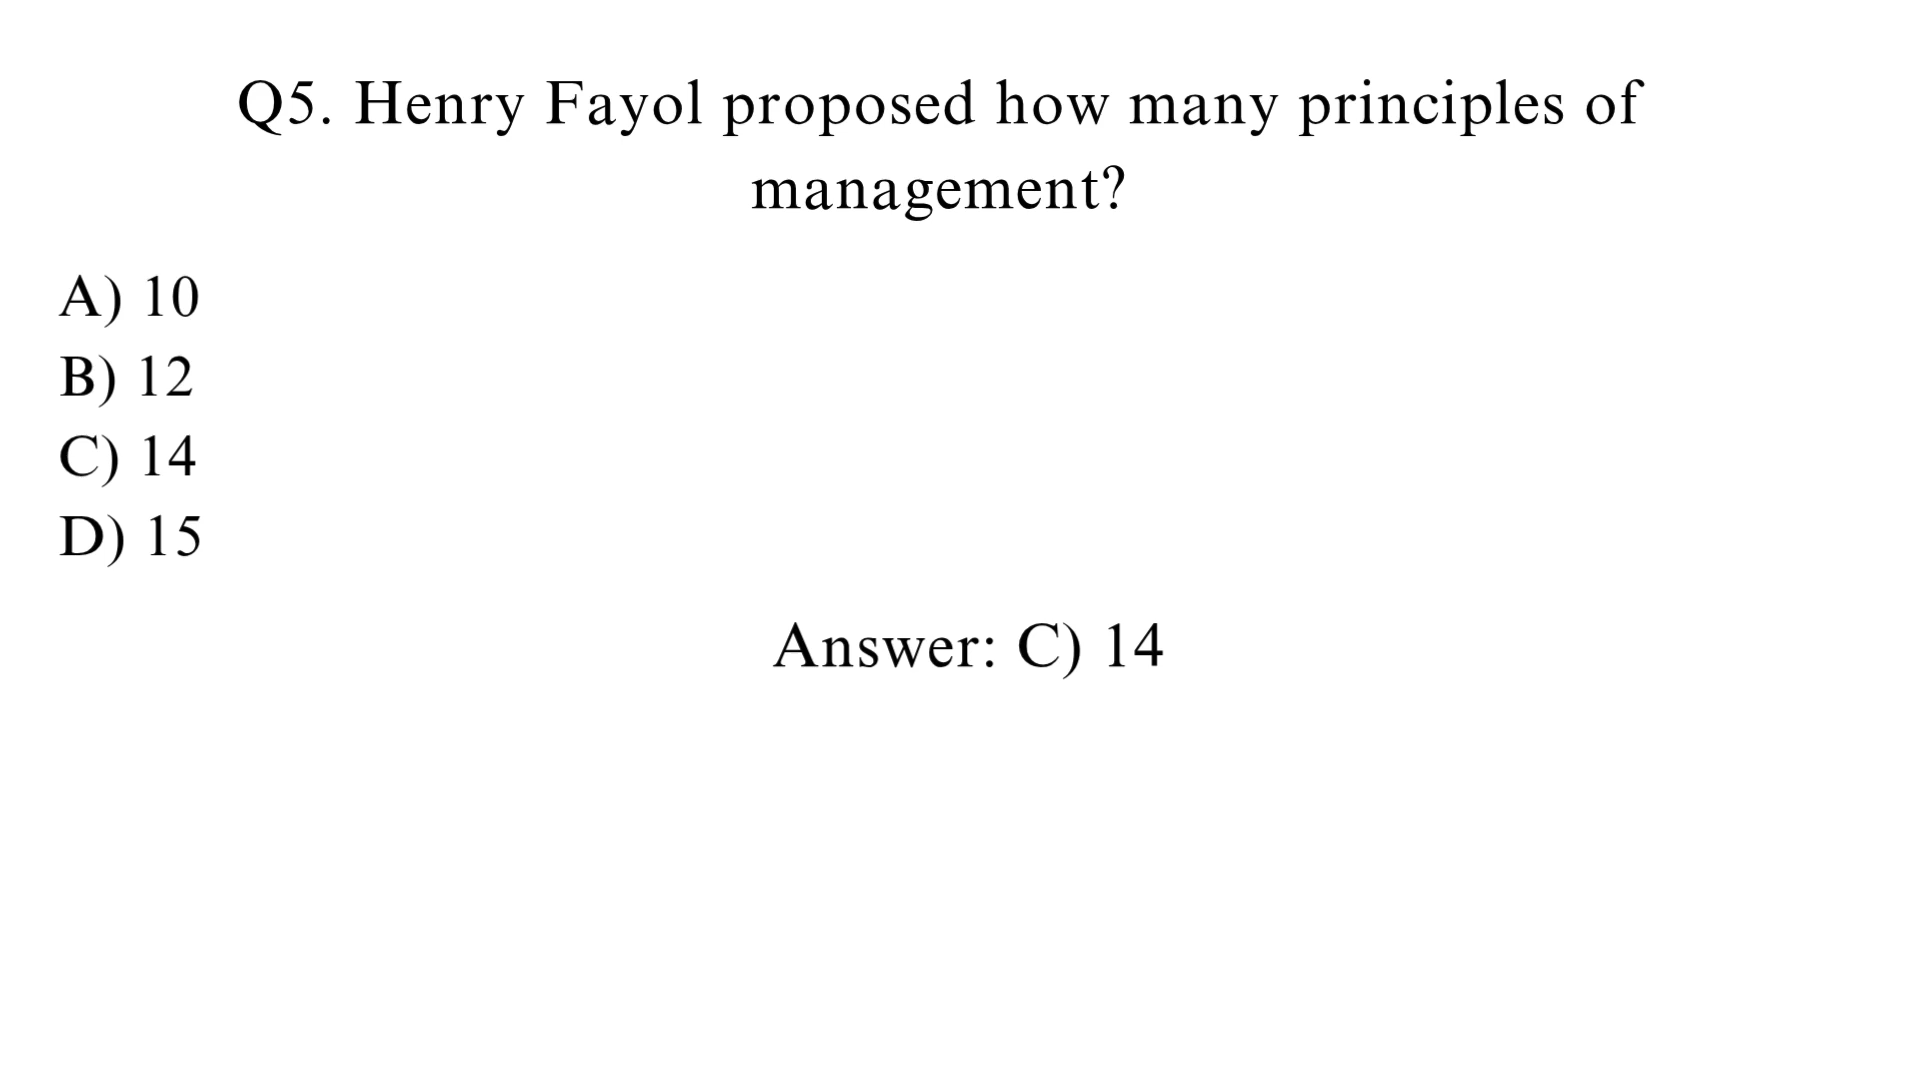 Q5. Henry Fayol proposed how many principles of
management?
A) 10
B) 12
C) 14
D) 15
Answer: C) 14